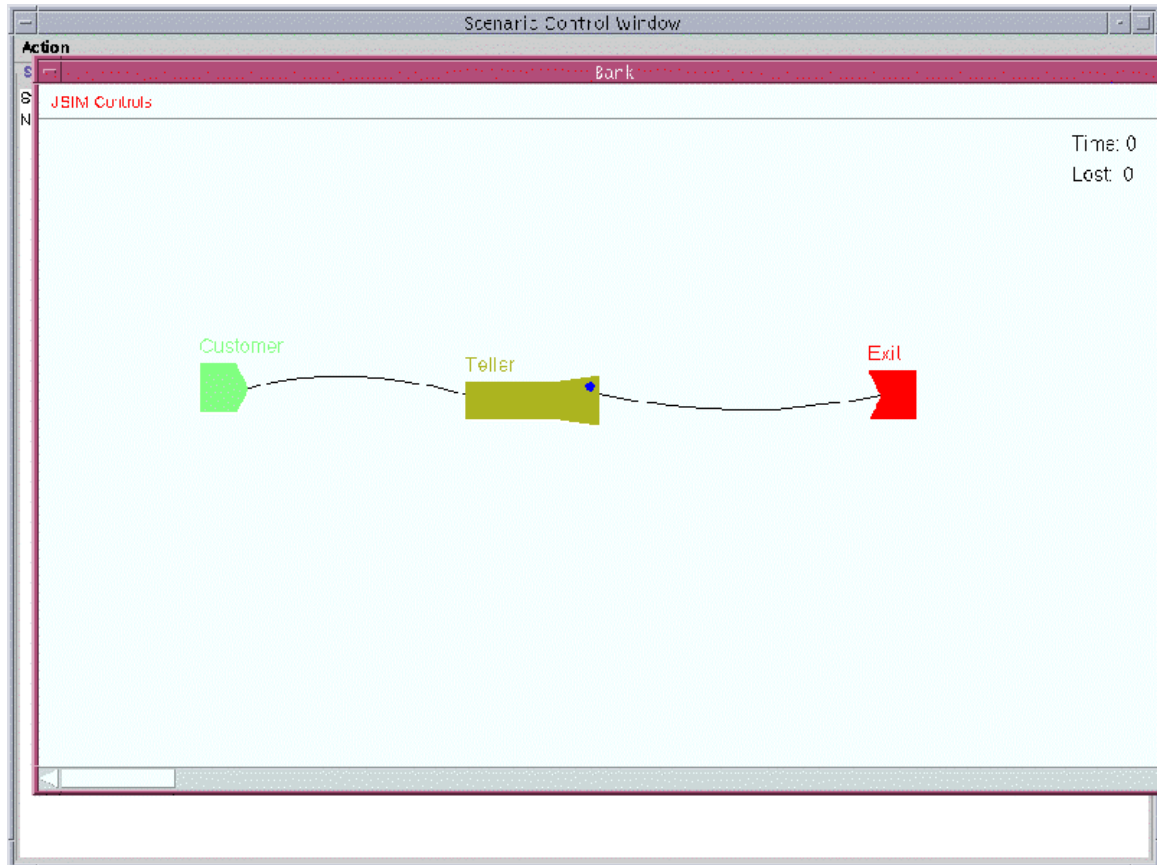 Scenario Control Window
Action
S
Bank
S
JSIM Controls
N
Time: 0
Lost: 0
Customer
Teller
Exit